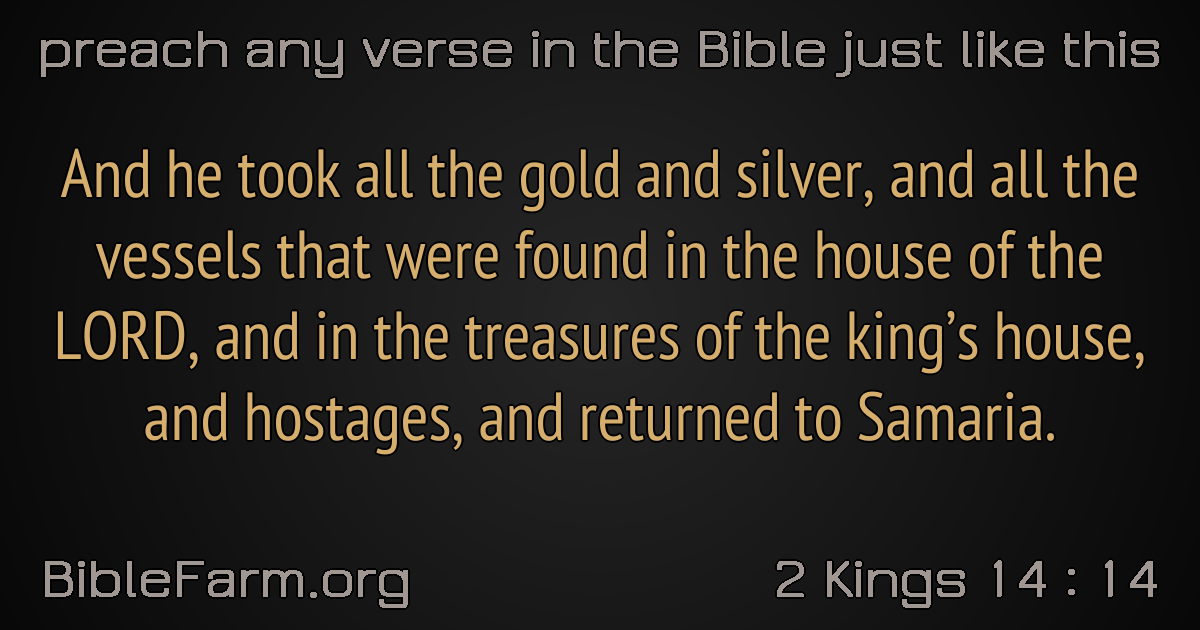 preach any verse in the Bible just like this
And he took all the gold and silver, and all the
vessels that were found in the house of the
LORD, and in the treasures of the king’s house,
and hostages, and returned to Samaria.
BibleFarm.org
2 Kings 14 : 14